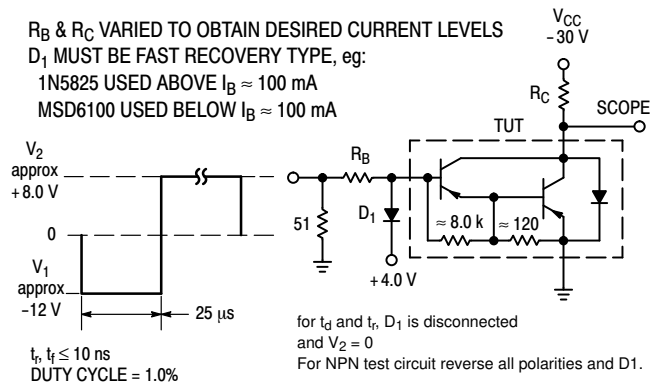 R_B & R_C VARIED TO OBTAIN DESIRED CURRENT LEVELS
D_1 MUST BE FAST RECOVERY TYPE, eg:
1N5825 USED ABOVE I_B ≈ 100 mA
MSD6100 USED BELOW I_B ≈ 100 mA
V_CC
-30 V
R_C
SCOPE
TUT
V_2
approx
+8.0 V
0
V_1
approx
-12 V
25 μs
t_r, t_f ≤ 10 ns
DUTY CYCLE = 1.0%
51
R_B
D_1
+4.0 V
≈ 8.0 k
≈ 120
for t_d and t_r, D_1 is disconnected
and V_2 = 0
For NPN test circuit reverse all polarities and D1.